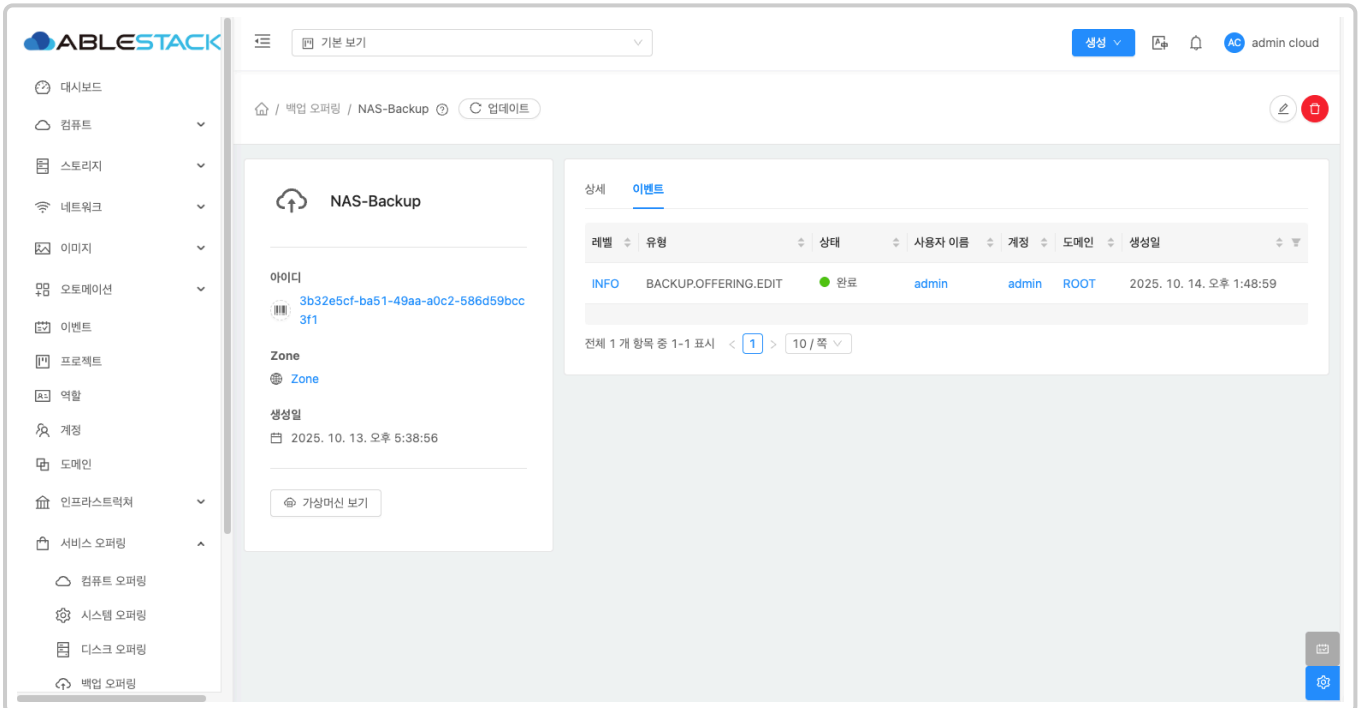 ABLESTACK
기본 보기
생성
AC
admin cloud
대시보드
컴퓨트
스토리지
네트워크
이미지
오토메이션
이벤트
프로젝트
역할
계정
도메인
인프라스트럭쳐
서비스 오퍼링
컴퓨트 오퍼링
시스템 오퍼링
디스크 오퍼링
백업 오퍼링
/ 백업 오퍼링 / NAS-Backup
업데이트
NAS-Backup
아이디
3b32e5cf-ba51-49aa-a0c2-586d59bcc
3f1
Zone
Zone
생성일
2025. 10. 13. 오후 5:38:56
가상머신 보기
상세 이벤트
레벨 유형 상태 사용자 이름 계정 도메인 생성일
INFO BACKUP.OFFERING.EDIT 완료 admin admin ROOT 2025. 10. 14. 오후 1:48:59
전체 1 개 항목 중 1-1 표시 < 1 > 10 / 쪽